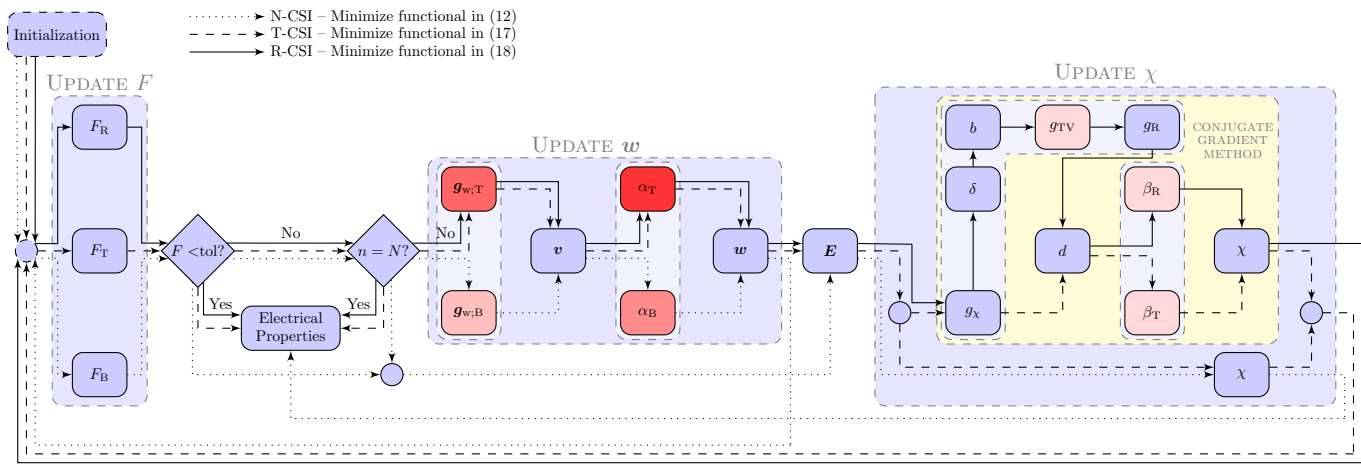 N-CSI – Minimize functional in (12)
T-CSI – Minimize functional in (17)
R-CSI – Minimize functional in (18)
Initialization
UPDATE F
F_R
F_T
F_B
F <tol?
No
Yes
n = N?
No
Yes
Electrical
Properties
UPDATE w
g_w;T
g_w;B
v
α_T
α_B
w
E
UPDATE χ
CONJUGATE
GRADIENT
METHOD
b
g_TV
g_R
δ
g_χ
d
β_R
β_T
χ
χ